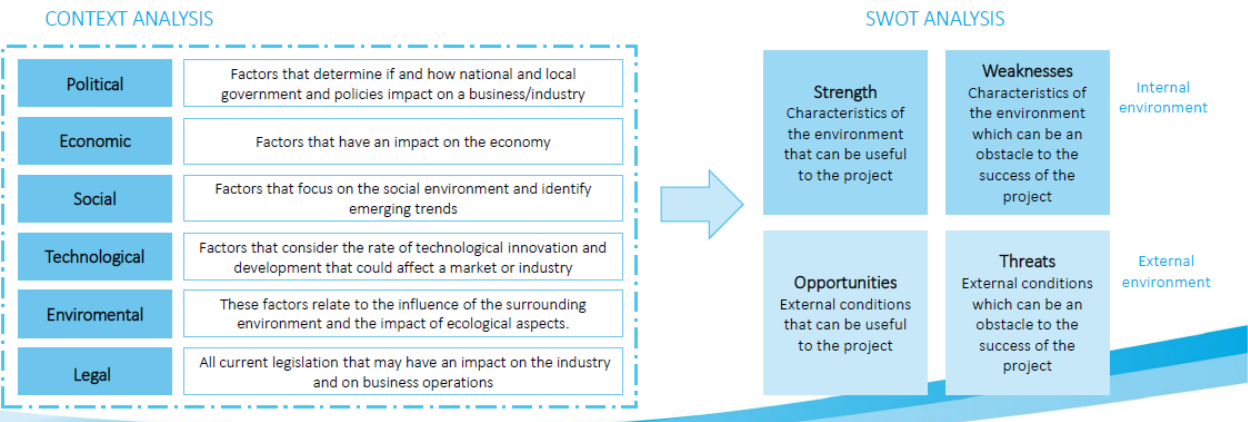 CONTEXT ANALYSIS
Political
Factors that determine if and how national and local
government and policies impact on a business/industry
Economic
Factors that have an impact on the economy
Social
Factors that focus on the social environment and identify
emerging trends
Technological
Factors that consider the rate of technological innovation and
development that could affect a market or industry
Enviromental
These factors relate to the influence of the surrounding
environment and the impact of ecological aspects.
Legal
All current legislation that may have an impact on the industry
and on business operations
SWOT ANALYSIS
Strength
Characteristics of
the environment
that can be useful
to the project
Weaknesses
Characteristics of
the environment
which can be an
obstacle to the
success of the
project
Internal
environment
Opportunities
External conditions
that can be useful
to the project
Threats
External conditions
which can be an
obstacle to the
success of the
project
External
environment